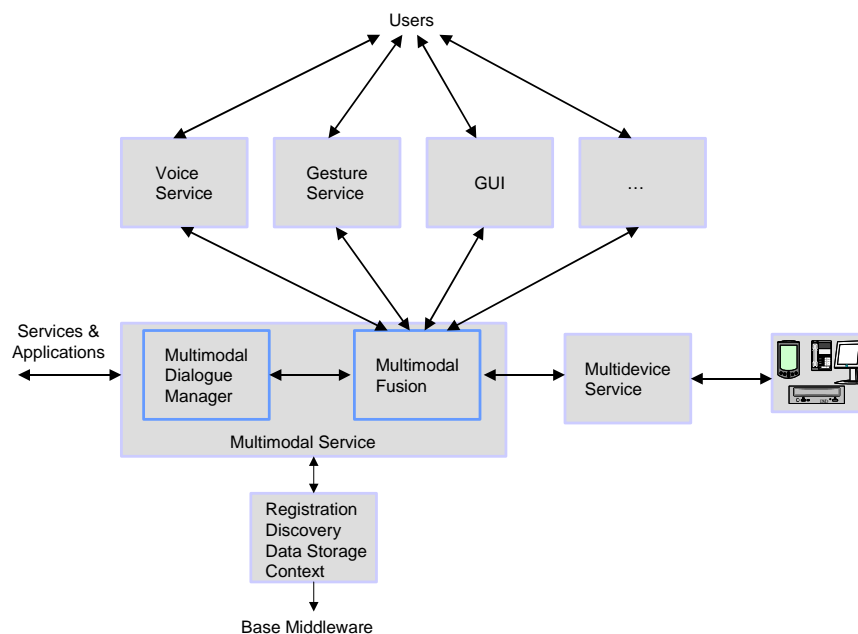 Users
Voice
Service
Gesture
Service
GUI
...
Services &
Applications
Multimodal
Dialogue
Manager
Multimodal
Fusion
Multidevice
Service
Multimodal Service
Registration
Discovery
Data Storage
Context
Base Middleware